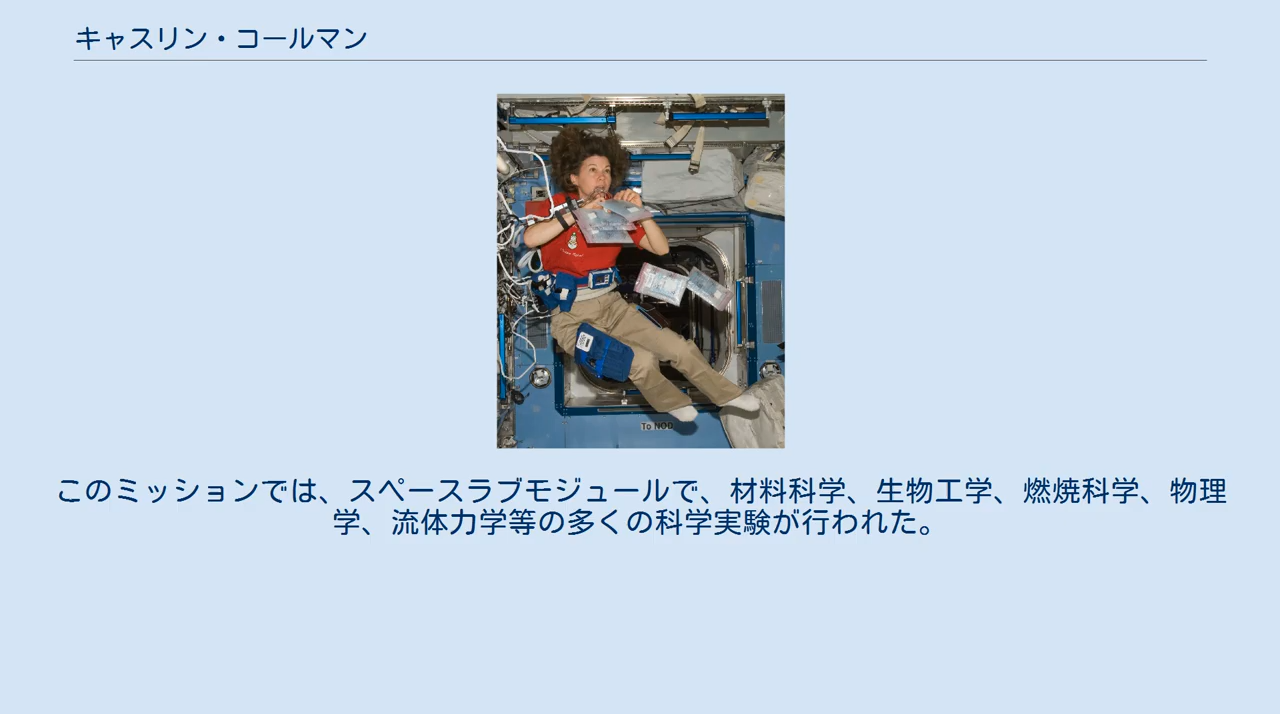 キャスリン・コールマン
To NOD
このミッションでは、スペースラブモジュールで、材料科学、生物工学、燃焼科学、物理
学、流体力学等の多くの科学実験が行われた。